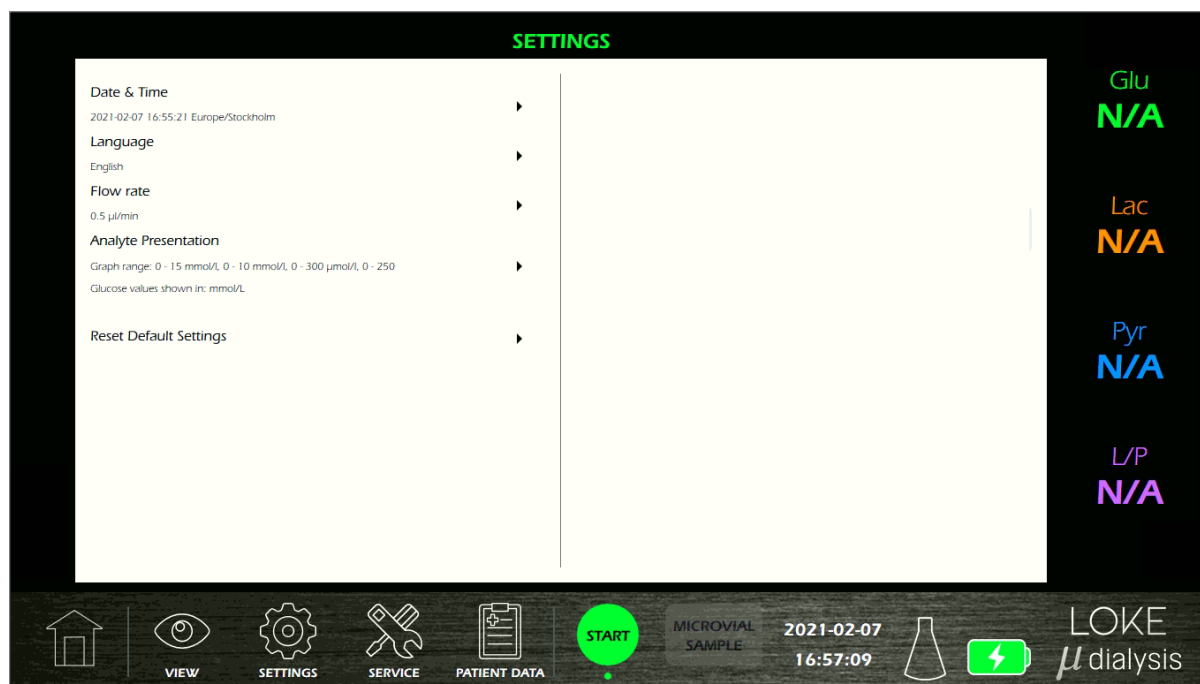 SETTINGS
Date & Time
2021-02-07 16:55:21 Europe/Stockholm
Language
English
Flow rate
0.5 µl/min
Analyte Presentation
Graph range: 0 - 15 mmol/l, 0 - 10 mmol/l, 0 - 300 µmol/l, 0 - 250
Glucose values shown in: mmol/L
Reset Default Settings
Glu
N/A
Lac
N/A
Pyr
N/A
L/P
N/A
VIEW
SETTINGS
SERVICE
PATIENT DATA
START
MICROVIAL
SAMPLE
2021-02-07
16:57:09
LOKE
µ dialysis